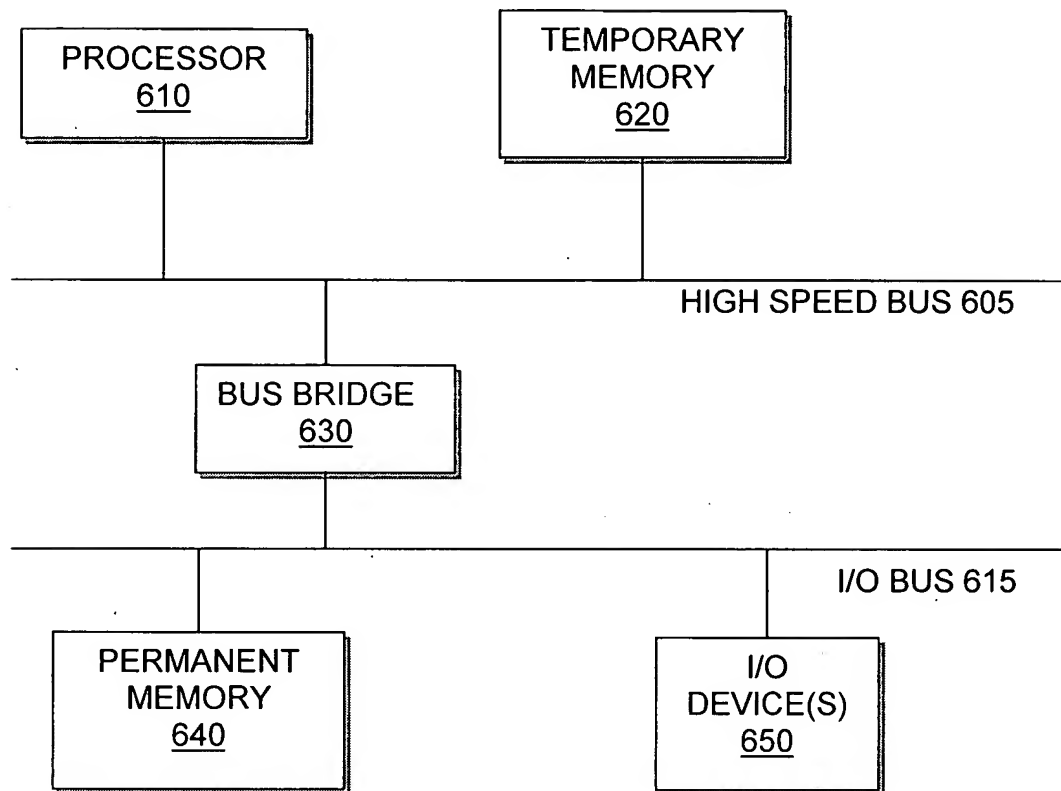 PROCESSOR
610
TEMPORARY
MEMORY
620
HIGH SPEED BUS 605
BUS BRIDGE
630
I/O BUS 615
PERMANENT
MEMORY
640
I/O
DEVICE(S)
650